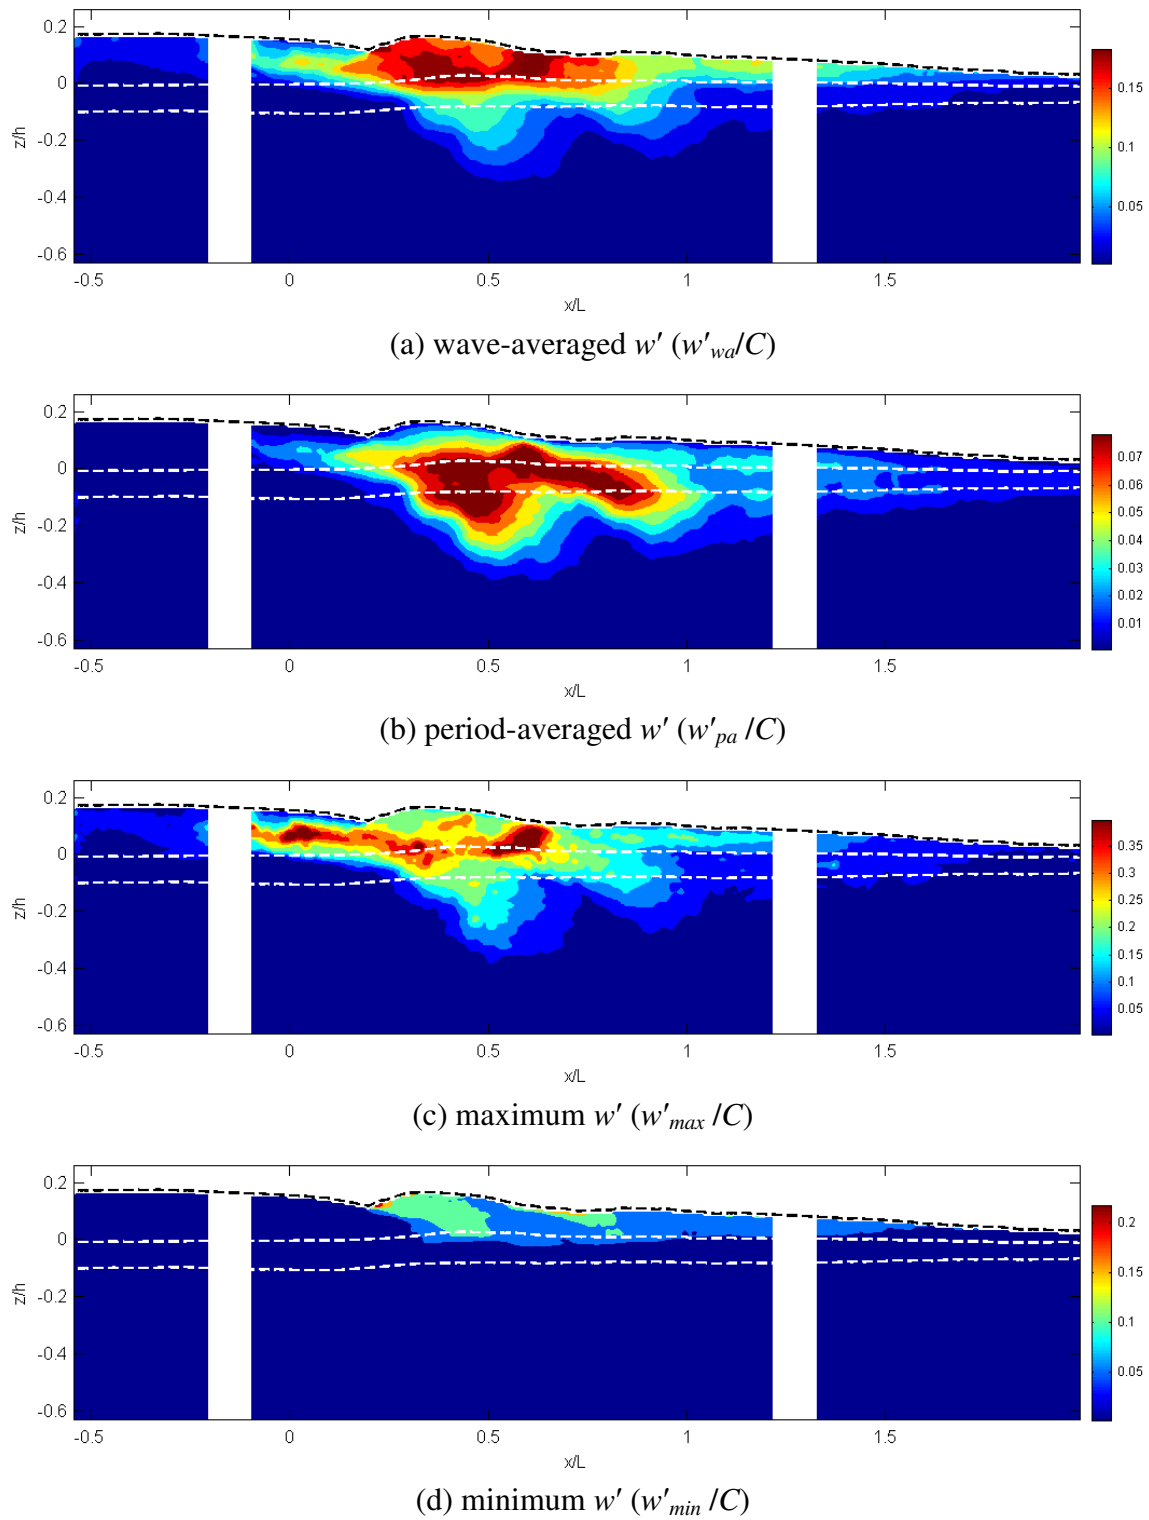 0.2
0
-0.2
-0.4
-0.6
z/h
-0.5 0 0.5 1 1.5
x/L
0.15
0.1
0.05
(a) wave-averaged w′ (w′wa/C)
0.2
0
-0.2
-0.4
-0.6
z/h
-0.5 0 0.5 1 1.5
x/L
0.07
0.06
0.05
0.04
0.03
0.02
0.01
(b) period-averaged w′ (w′pa /C)
0.2
0
-0.2
-0.4
-0.6
z/h
-0.5 0 0.5 1 1.5
x/L
0.35
0.3
0.25
0.2
0.15
0.1
0.05
(c) maximum w′ (w′max /C)
0.2
0
-0.2
-0.4
-0.6
z/h
-0.5 0 0.5 1 1.5
x/L
0.2
0.15
0.1
0.05
(d) minimum w′ (w′min /C)